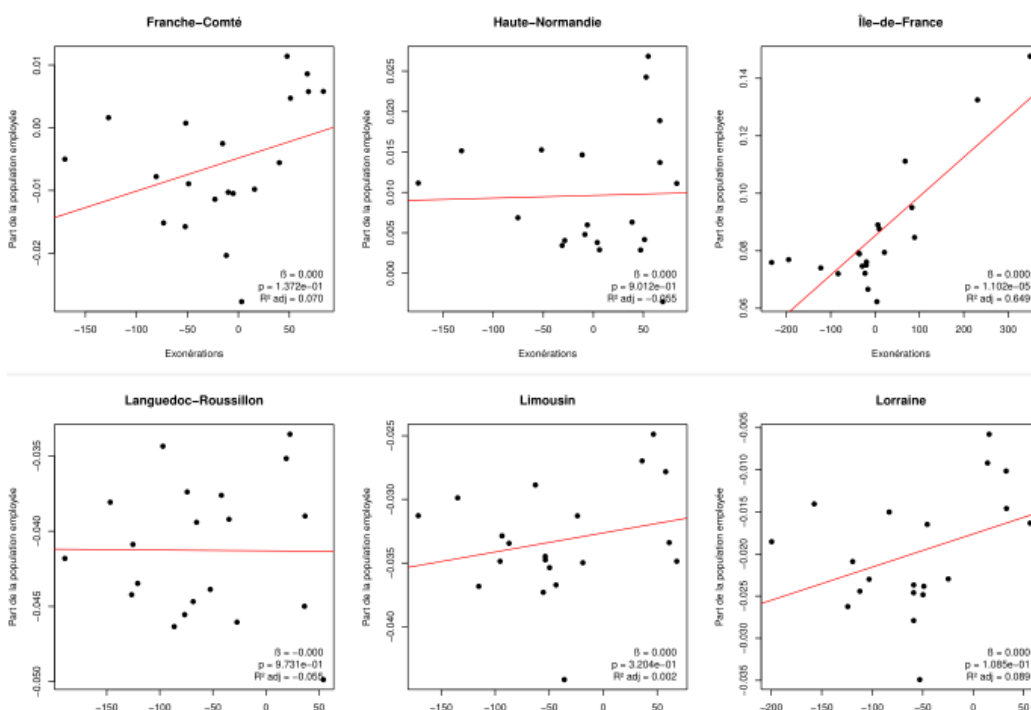 Franche−Comté
Part de la population employée
0.01
0.00
−0.01
−0.02
ß = 0.000
p = 1.372e−01
R² adj = 0.070
−150 −100 −50 0 50
Exonérations
Haute−Normandie
Part de la population employée
0.025
0.020
0.015
0.010
0.005
0.000
ß = 0.000
p = 9.012e−01
R² adj = −0.055
−150 −100 −50 0 50
Exonérations
Île−de−France
Part de la population employée
0.14
0.12
0.10
0.08
0.06
ß = 0.000
p = 1.102e−05
R² adj = 0.649
−200 −100 0 100 200 300
Exonérations
Languedoc−Roussillon
Part de la population employée
−0.035
−0.040
−0.045
−0.050
ß = −0.000
p = 9.731e−01
R² adj = −0.055
−150 −100 −50 0 50
Limousin
Part de la population employée
−0.025
−0.030
−0.035
−0.040
ß = 0.000
p = 3.204e−01
R² adj = 0.002
−150 −100 −50 0 50
Lorraine
Part de la population employée
−0.005
−0.010
−0.015
−0.020
−0.025
−0.030
−0.035
ß = 0.000
p = 1.085e−01
R² adj = 0.089
−200 −150 −100 −50 0 50